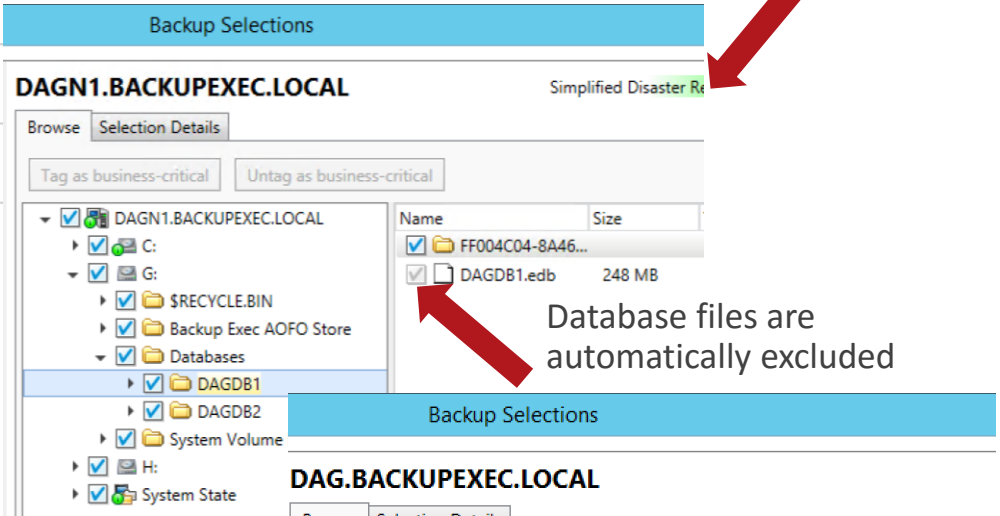 Backup Selections
DAGN1.BACKUPEXEC.LOCAL
Simplified Disaster Re
Browse
Selection Details
Tag as business-critical
Untag as business-critical
DAGN1.BACKUPEXEC.LOCAL
C:
G:
$RECYCLE.BIN
Backup Exec AOFO Store
Databases
DAGDB1
DAGDB2
System Volume
H:
System State
Name
Size
FF004C04-8A46...
DAGDB1.edb
248 MB
Database files are
automatically excluded
Backup Selections
DAG.BACKUPEXEC.LOCAL
Selection Details